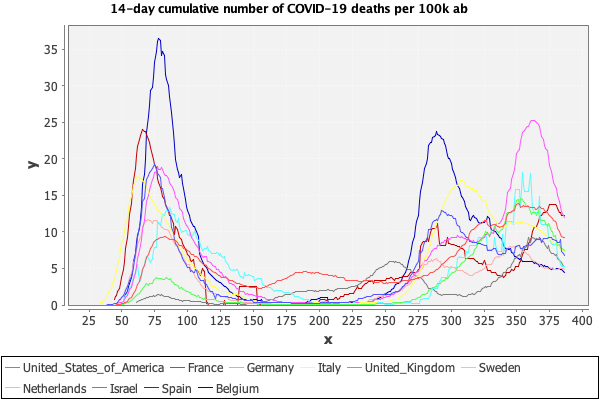 14-day cumulative number of COVID-19 deaths per 100k ab
y
35
30
25
20
15
10
5
0
25 50 75 100 125 150 175 200 225 250 275 300 325 350 375 400
x
United_States_of_America France Germany Italy United_Kingdom Sweden
Netherlands Israel Spain Belgium